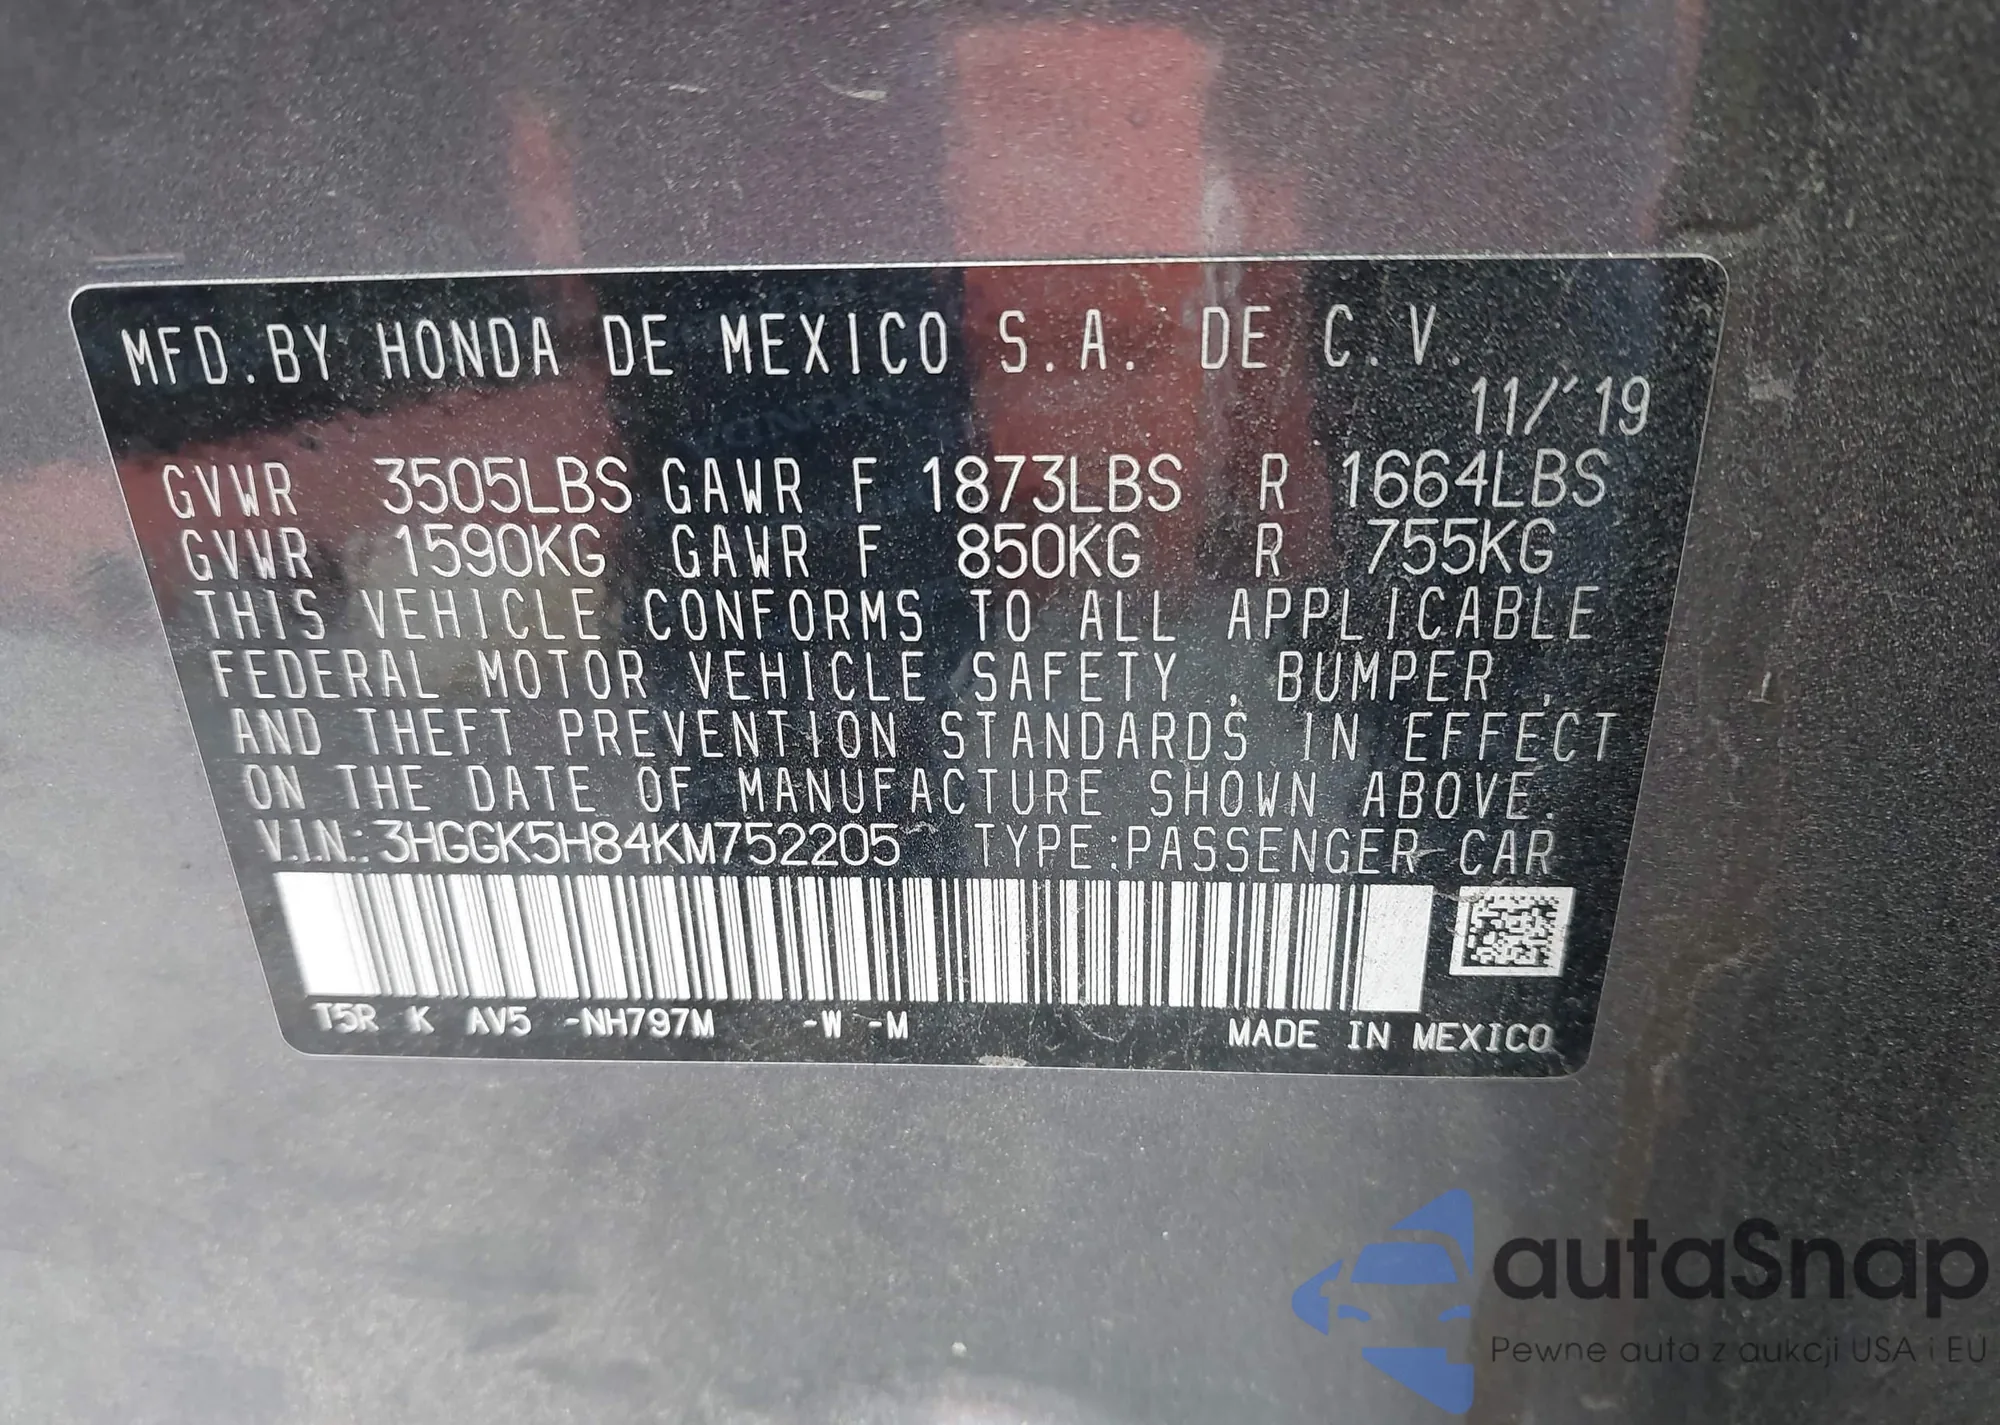 MFD.BY HONDA DE MEXICO S.A. DE C.V.
11/'19
GVWR 3505LBS GAWR F 1873LBS R 1664LBS
GVWR 1590KG GAWR F 850KG R 755KG
THIS VEHICLE CONFORMS TO ALL APPLICABLE
FEDERAL MOTOR VEHICLE SAFETY , BUMPER ,
AND THEFT PREVENTION STANDARDS IN EFFECT
ON THE DATE OF MANUFACTURE SHOWN ABOVE.
V.I.N.: 3HGGK5H84KM752205 TYPE:PASSENGER CAR
T5R K AV5 -NH797M -W -M MADE IN MEXICO
autaSnap
Pewne auta z aukcji USA i EU